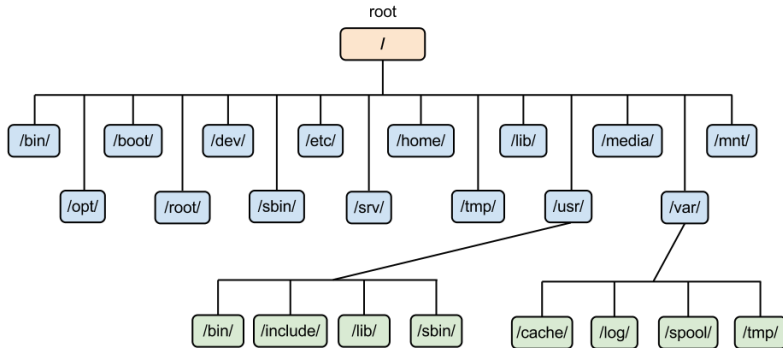 root
/
/bin/ /boot/ /dev/ /etc/ /home/ /lib/ /media/ /mnt/
/opt/ /root/ /sbin/ /srv/ /tmp/ /usr/ /var/
/bin/ /include/ /lib/ /sbin/ /cache/ /log/ /spool/ /tmp/